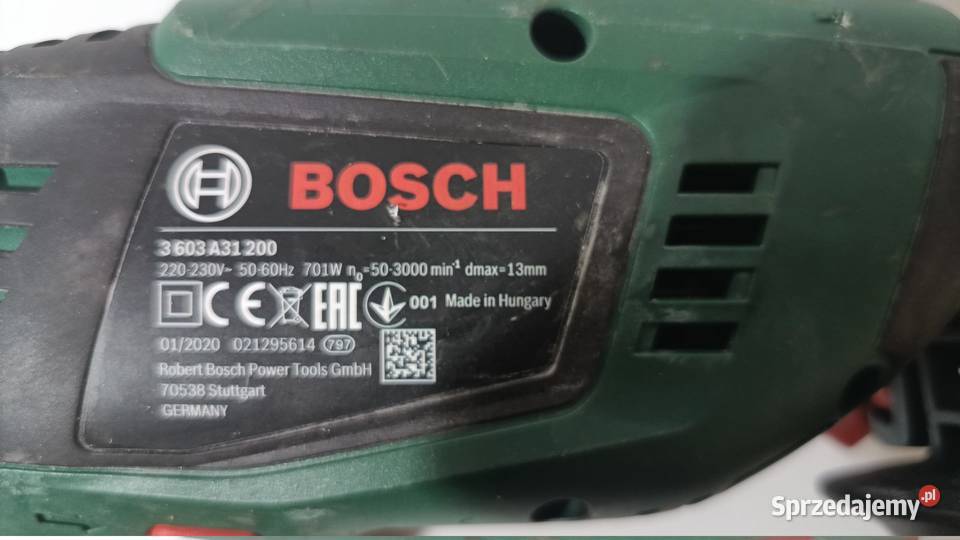 BOSCH
3 603 A31 200
220-230V~ 50-60Hz 701W n₀=50-3000 min⁻¹ dmax=13mm
CE EAC 001 Made in Hungary
01/2020 021295614 797
Robert Bosch Power Tools GmbH
70538 Stuttgart
GERMANY
Sprzedajemy.pl